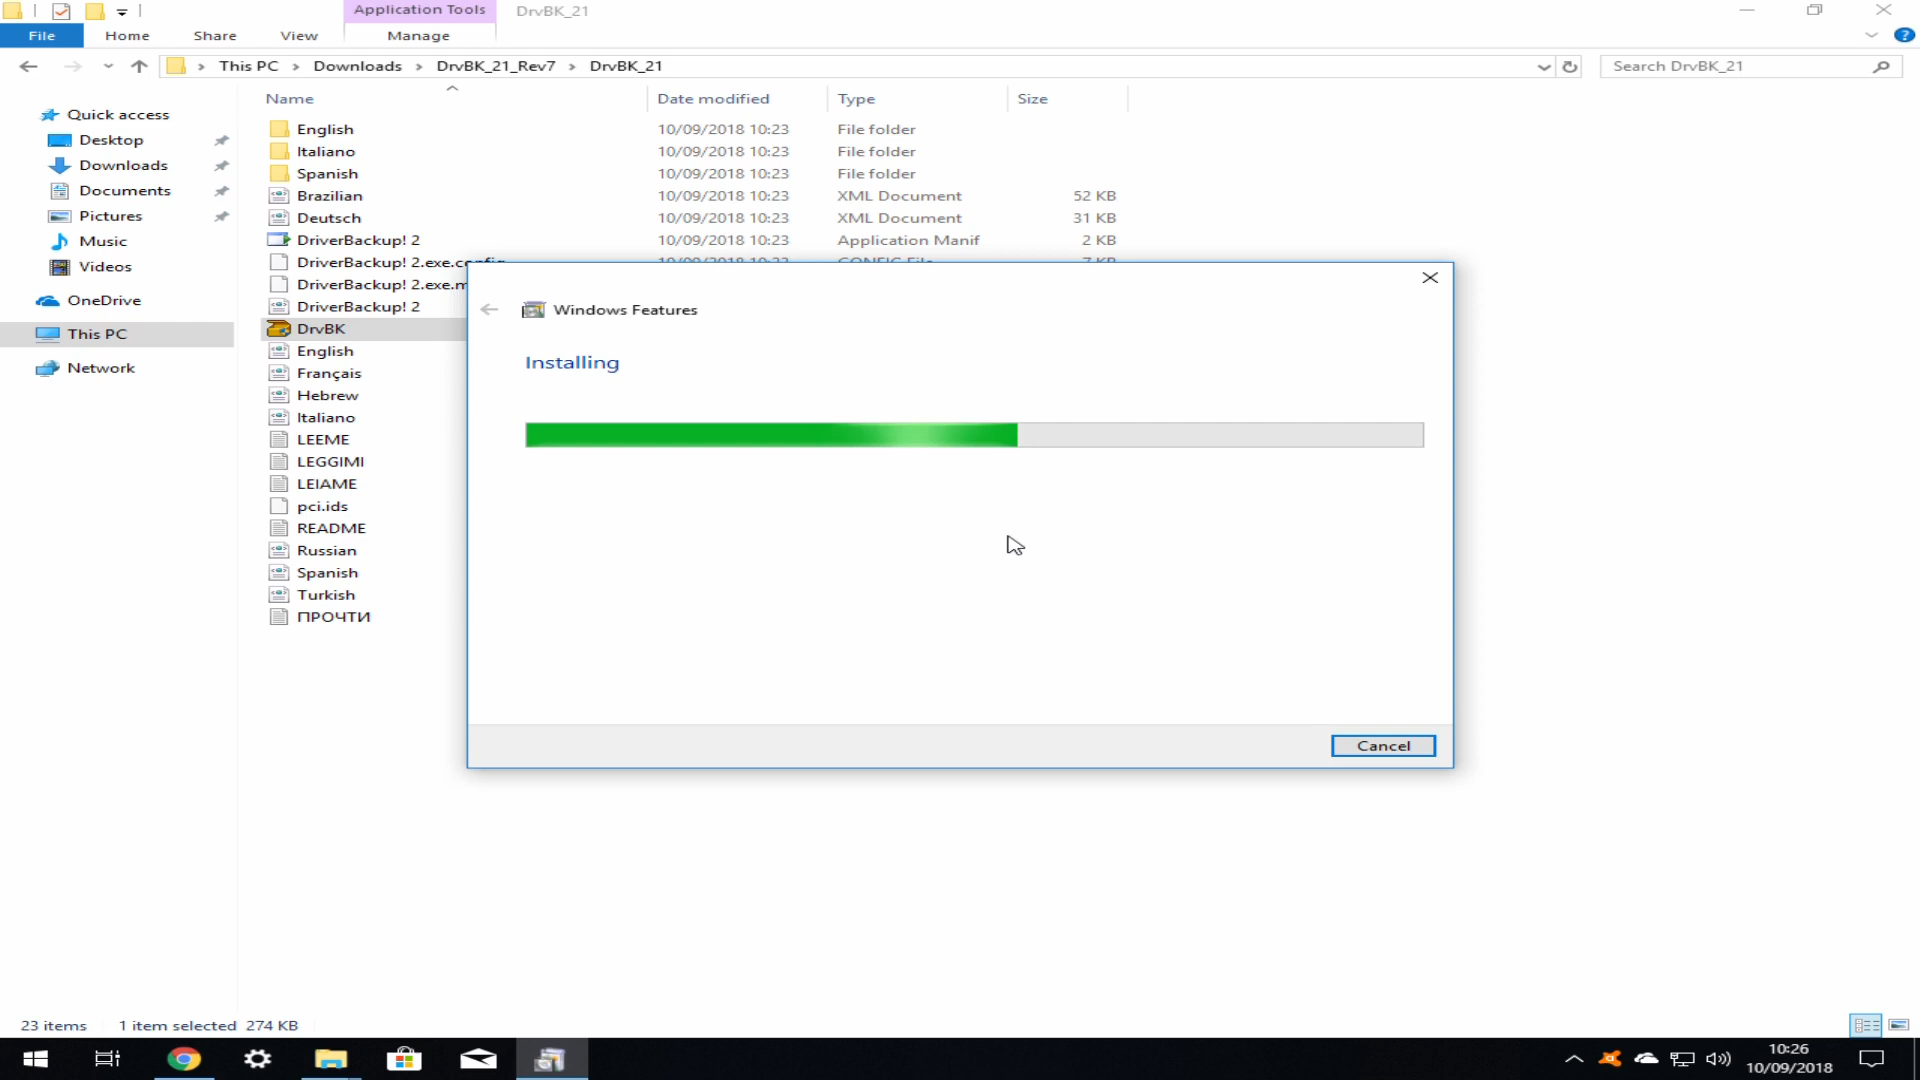 Application Tools DrvBK_21
File Home Share View Manage
This PC Downloads DrvBK_21_Rev7 DrvBK_21 Search DrvBK_21
Name Date modified Type Size
Quick access
Desktop
Downloads
Documents
Pictures
Music
Videos
OneDrive
This PC
Network
English 10/09/2018 10:23 File folder
Italiano 10/09/2018 10:23 File folder
Spanish 10/09/2018 10:23 File folder
Brazilian 10/09/2018 10:23 XML Document 52 KB
Deutsch 10/09/2018 10:23 XML Document 31 KB
DriverBackup! 2 10/09/2018 10:23 Application Manif 2 KB
DriverBackup! 2.exe.config 10/09/2018 10:23 CONFIG File 7 KB
DriverBackup! 2.exe.m
DriverBackup! 2
DrvBK
English
Français
Hebrew
Italiano
LEEME
LEGGIMI
LEIAME
pci.ids
README
Russian
Spanish
Turkish
ПРОЧТИ
Windows Features
Installing
Cancel
23 items 1 item selected 274 KB
10:26
10/09/2018